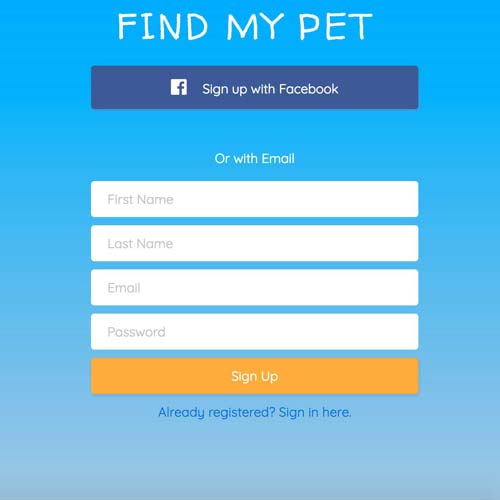 FIND MY PET
Sign up with Facebook
Or with Email
First Name
Last Name
Email
Password
Sign Up
Already registered? Sign in here.